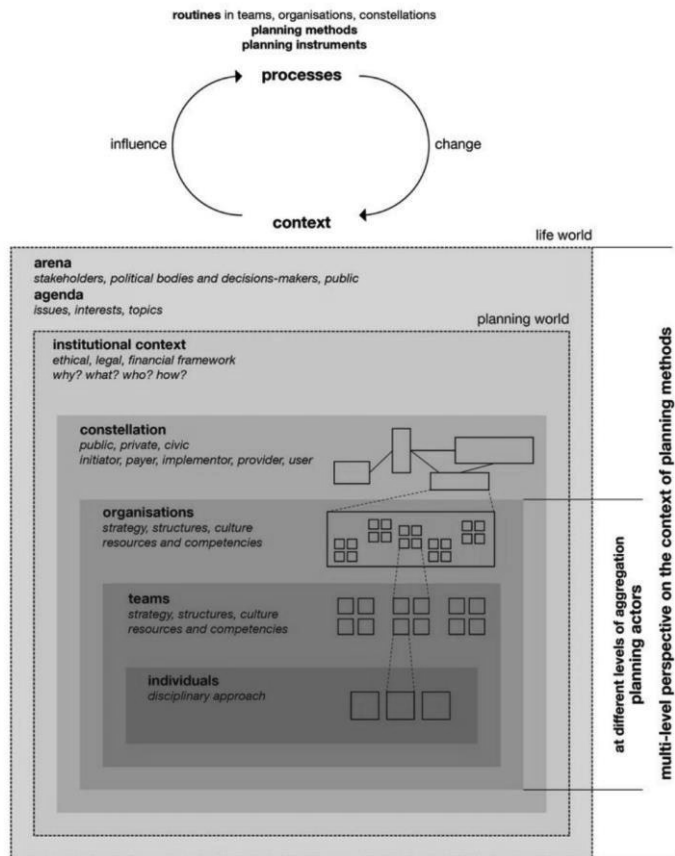 routines in teams, organisations, constellations
planning methods
planning instruments
processes
influence
change
context
life world
arena
stakeholders, political bodies and decisions-makers, public
agenda
issues, interests, topics
planning world
institutional context
ethical, legal, financial framework
why? what? who? how?
constellation
public, private, civic
initiator, payer, implementor, provider, user
organisations
strategy, structures, culture
resources and competencies
teams
strategy, structures, culture
resources and competencies
individuals
disciplinary approach
at different levels of aggregation
planning actors
multi-level perspective on the context of planning methods